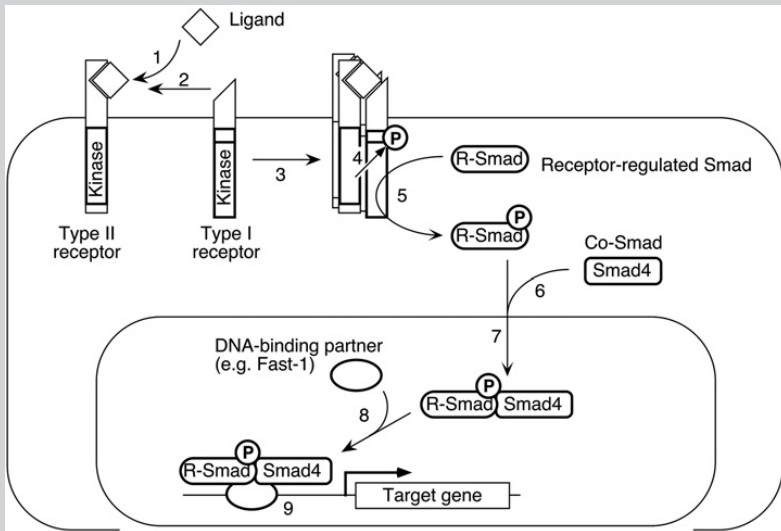 Ligand
1
2
Kinase
Kinase
3
4
P
5
R-Smad
Receptor-regulated Smad
Type II
receptor
Type I
receptor
P
R-Smad
Co-Smad
Smad4
6
7
DNA-binding partner
(e.g. Fast-1)
P
R-Smad
Smad4
8
P
R-Smad
Smad4
9
Target gene